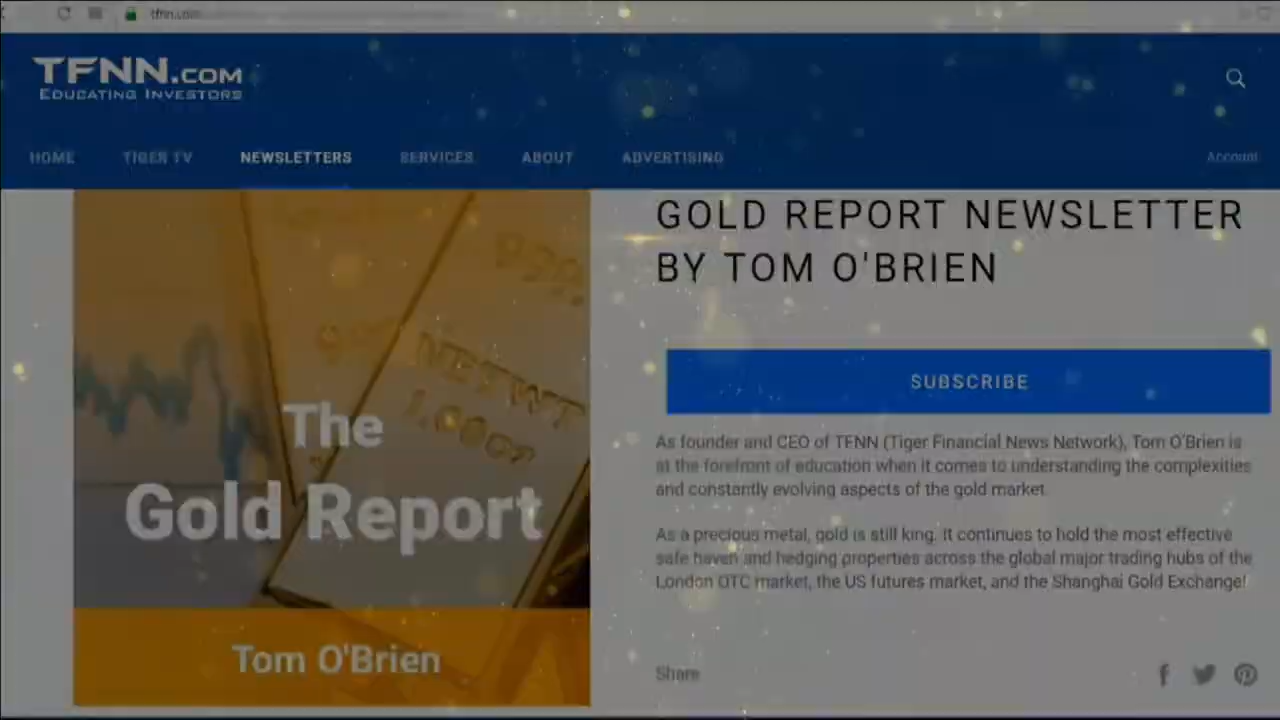 tfnn.com
TFNN.COM
EDUCATING INVESTORS
HOME TIGER TV NEWSLETTERS SERVICES ABOUT ADVERTISING Account
GOLD REPORT NEWSLETTER
BY TOM O'BRIEN
999.
NET WT
The
Gold Report
Tom O'Brien
SUBSCRIBE
As founder and CEO of TFNN (Tiger Financial News Network), Tom O'Brien is
at the forefront of education when it comes to understanding the complexities
and constantly evolving aspects of the gold market.
As a precious metal, gold is still king. It continues to hold the most effective
safe haven and hedging properties across the global major trading hubs of the
London OTC market, the US futures market, and the Shanghai Gold Exchange!
Share